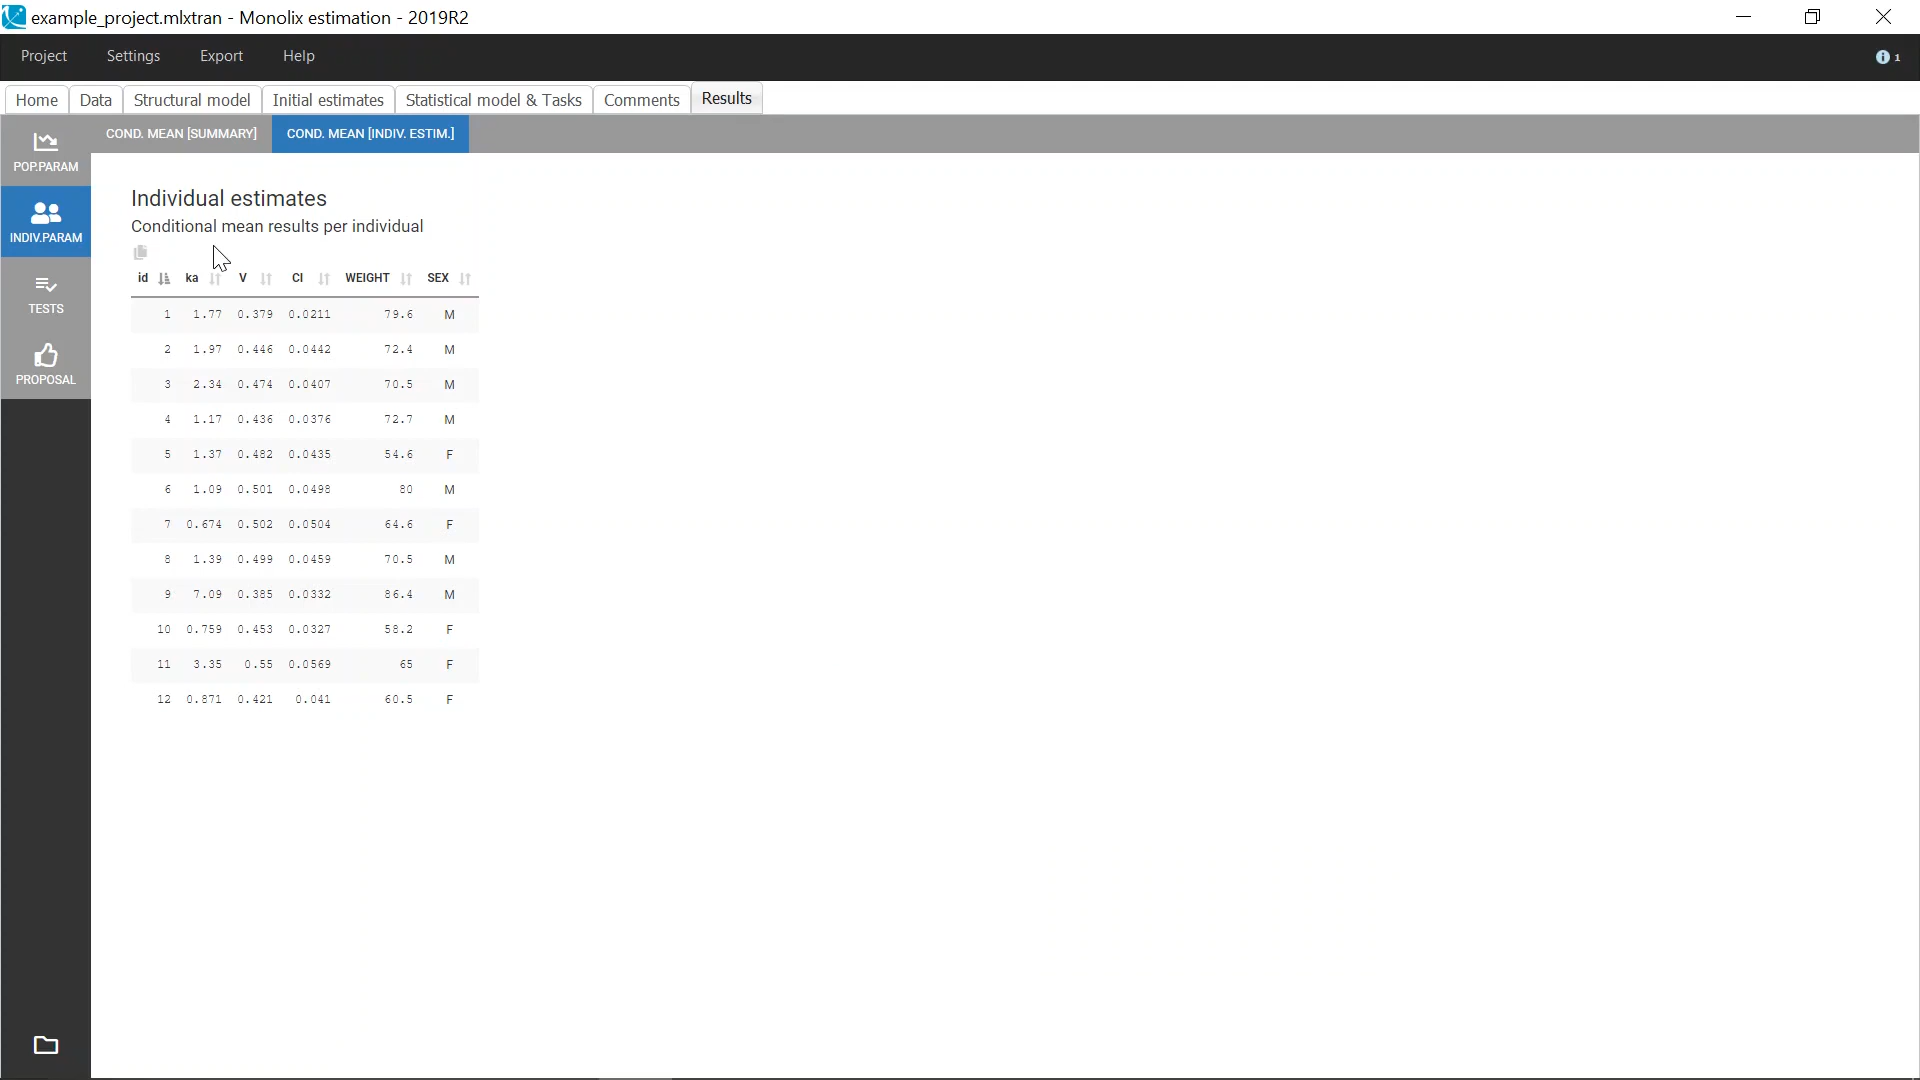 example_project.mlxtran - Monolix estimation - 2019R2
Project Settings Export Help 1
Home Data Structural model Initial estimates Statistical model & Tasks Comments Results
POP.PARAM
INDIV.PARAM
TESTS
PROPOSAL
COND. MEAN [SUMMARY] COND. MEAN [INDIV. ESTIM.]
Individual estimates
Conditional mean results per individual
id ka V Cl WEIGHT SEX
1 1.77 0.379 0.0211 79.6 M
2 1.97 0.446 0.0442 72.4 M
3 2.34 0.474 0.0407 70.5 M
4 1.17 0.436 0.0376 72.7 M
5 1.37 0.482 0.0435 54.6 F
6 1.09 0.501 0.0498 80 M
7 0.674 0.502 0.0504 64.6 F
8 1.39 0.499 0.0459 70.5 M
9 7.09 0.385 0.0332 86.4 M
10 0.759 0.453 0.0327 58.2 F
11 3.35 0.55 0.0569 65 F
12 0.871 0.421 0.041 60.5 F